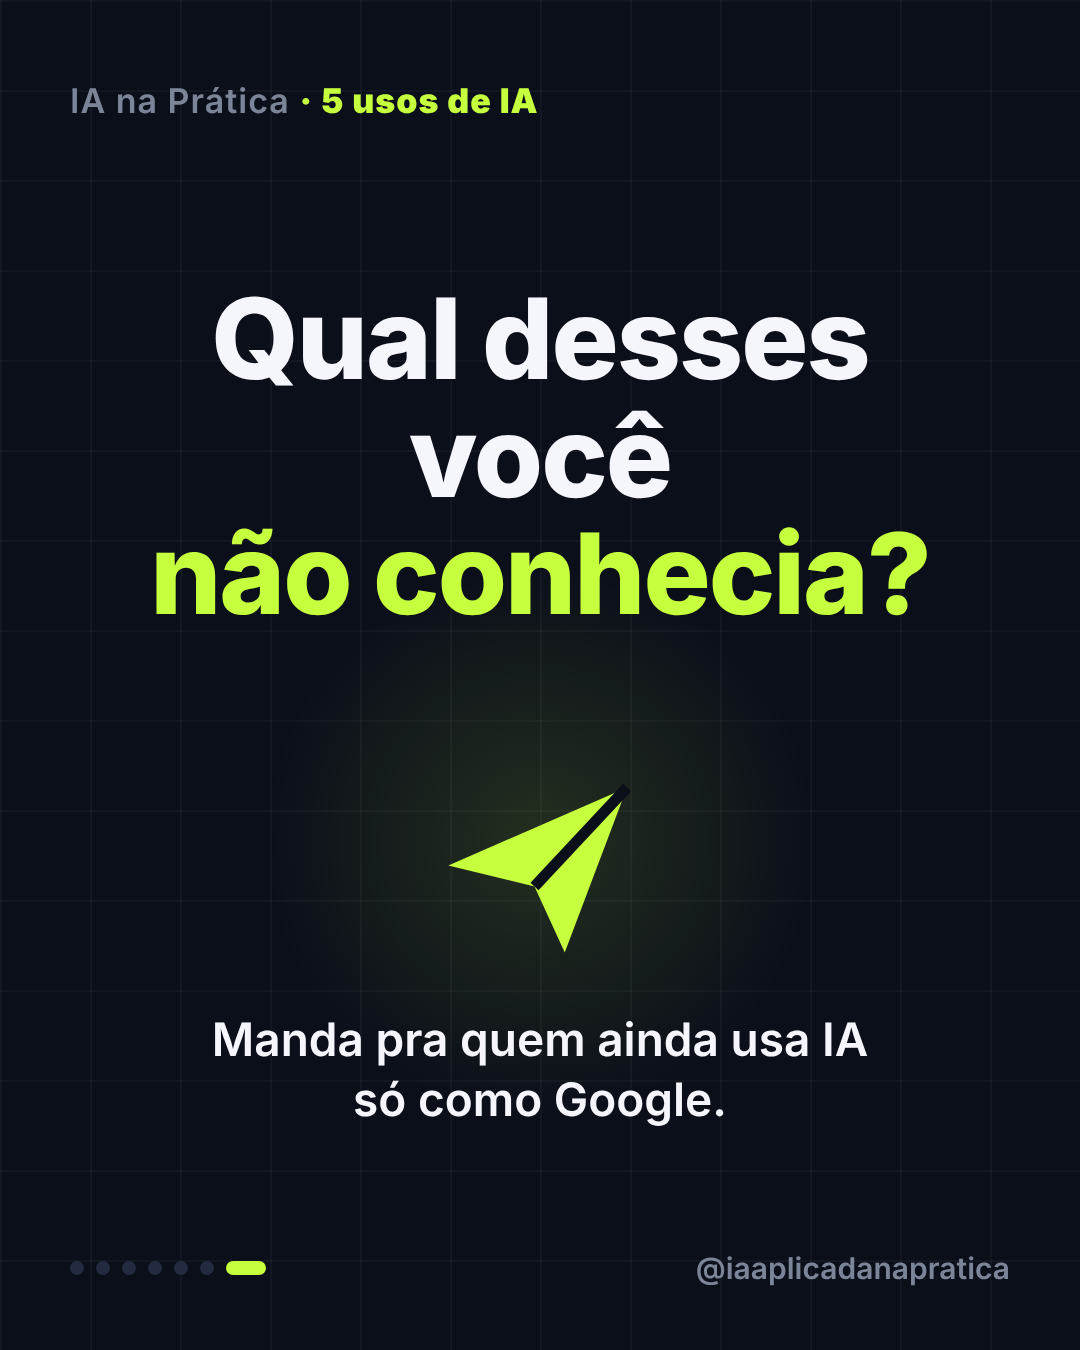 IA na Prática · 5 usos de IA
Qual desses
você
não conhecia?
Manda pra quem ainda usa IA
só como Google.
@iaaplicadanapratica